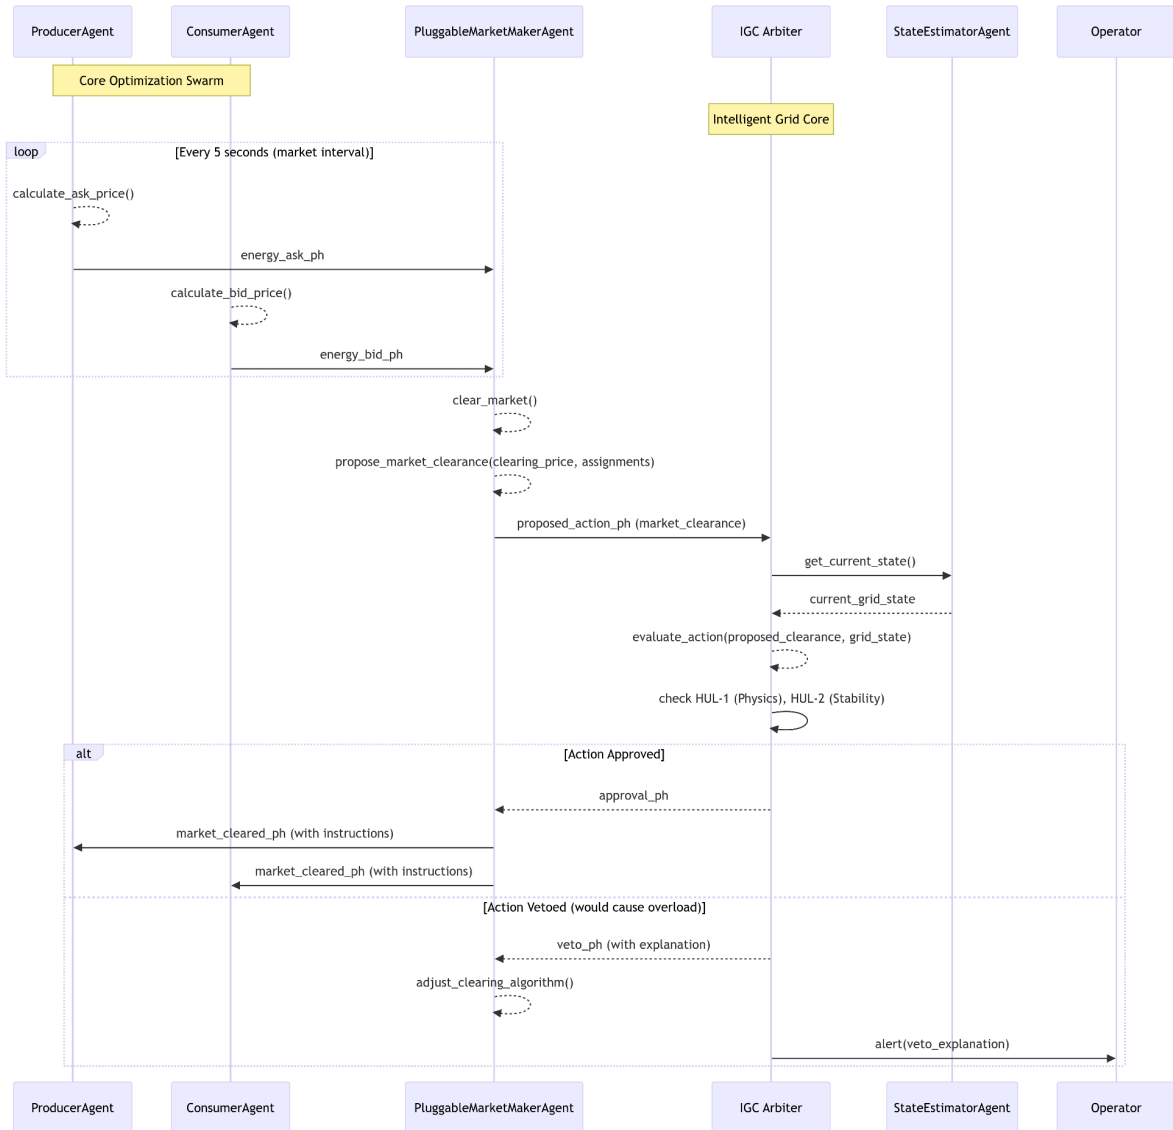 ProducerAgent
ConsumerAgent
PluggableMarketMakerAgent
IGC Arbiter
StateEstimatorAgent
Operator
Core Optimization Swarm
Intelligent Grid Core
loop
[Every 5 seconds (market interval)]
calculate_ask_price()
energy_ask_ph
calculate_bid_price()
energy_bid_ph
clear_market()
propose_market_clearance(clearing_price, assignments)
proposed_action_ph (market_clearance)
get_current_state()
current_grid_state
evaluate_action(proposed_clearance, grid_state)
check HUL-1 (Physics), HUL-2 (Stability)
alt
[Action Approved]
approval_ph
market_cleared_ph (with instructions)
market_cleared_ph (with instructions)
[Action Vetoed (would cause overload)]
veto_ph (with explanation)
adjust_clearing_algorithm()
alert(veto_explanation)
ProducerAgent
ConsumerAgent
PluggableMarketMakerAgent
IGC Arbiter
StateEstimatorAgent
Operator